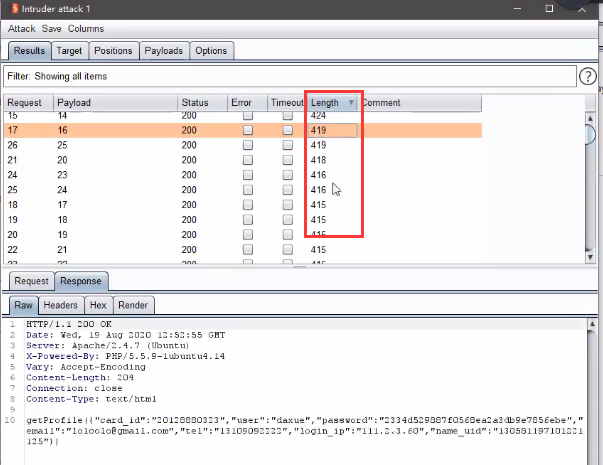 Intruder attack 1
Attack Save Columns
Results Target Positions Payloads Options
Filter: Showing all items ?
Request Payload Status Error Timeout Length Comment
15 14 200 424
17 16 200 419
26 25 200 419
21 20 200 418
24 23 200 416
25 24 200 416
18 17 200 415
19 18 200 415
20 19 200 415
22 21 200 415
Request Response
Raw Headers Hex Render
1 HTTP/1.1 200 OK
2 Date: Wed, 19 Aug 2020 12:52:55 GMT
3 Server: Apache/2.4.7 (Ubuntu)
4 X-Powered-By: PHP/5.5.9-1ubuntu4.14
5 Vary: Accept-Encoding
6 Content-Length: 204
7 Connection: close
8 Content-Type: text/html
9
10 getProfile({"card_id":"20128880323","user":"daxue","password":"2334d529887f0568ea2a3db9e7856ebe","
email":"lololo@gmail.com","tel":"13109092222","login_ip":"111.2.3.60","name_uid":"130581197101221
125"})